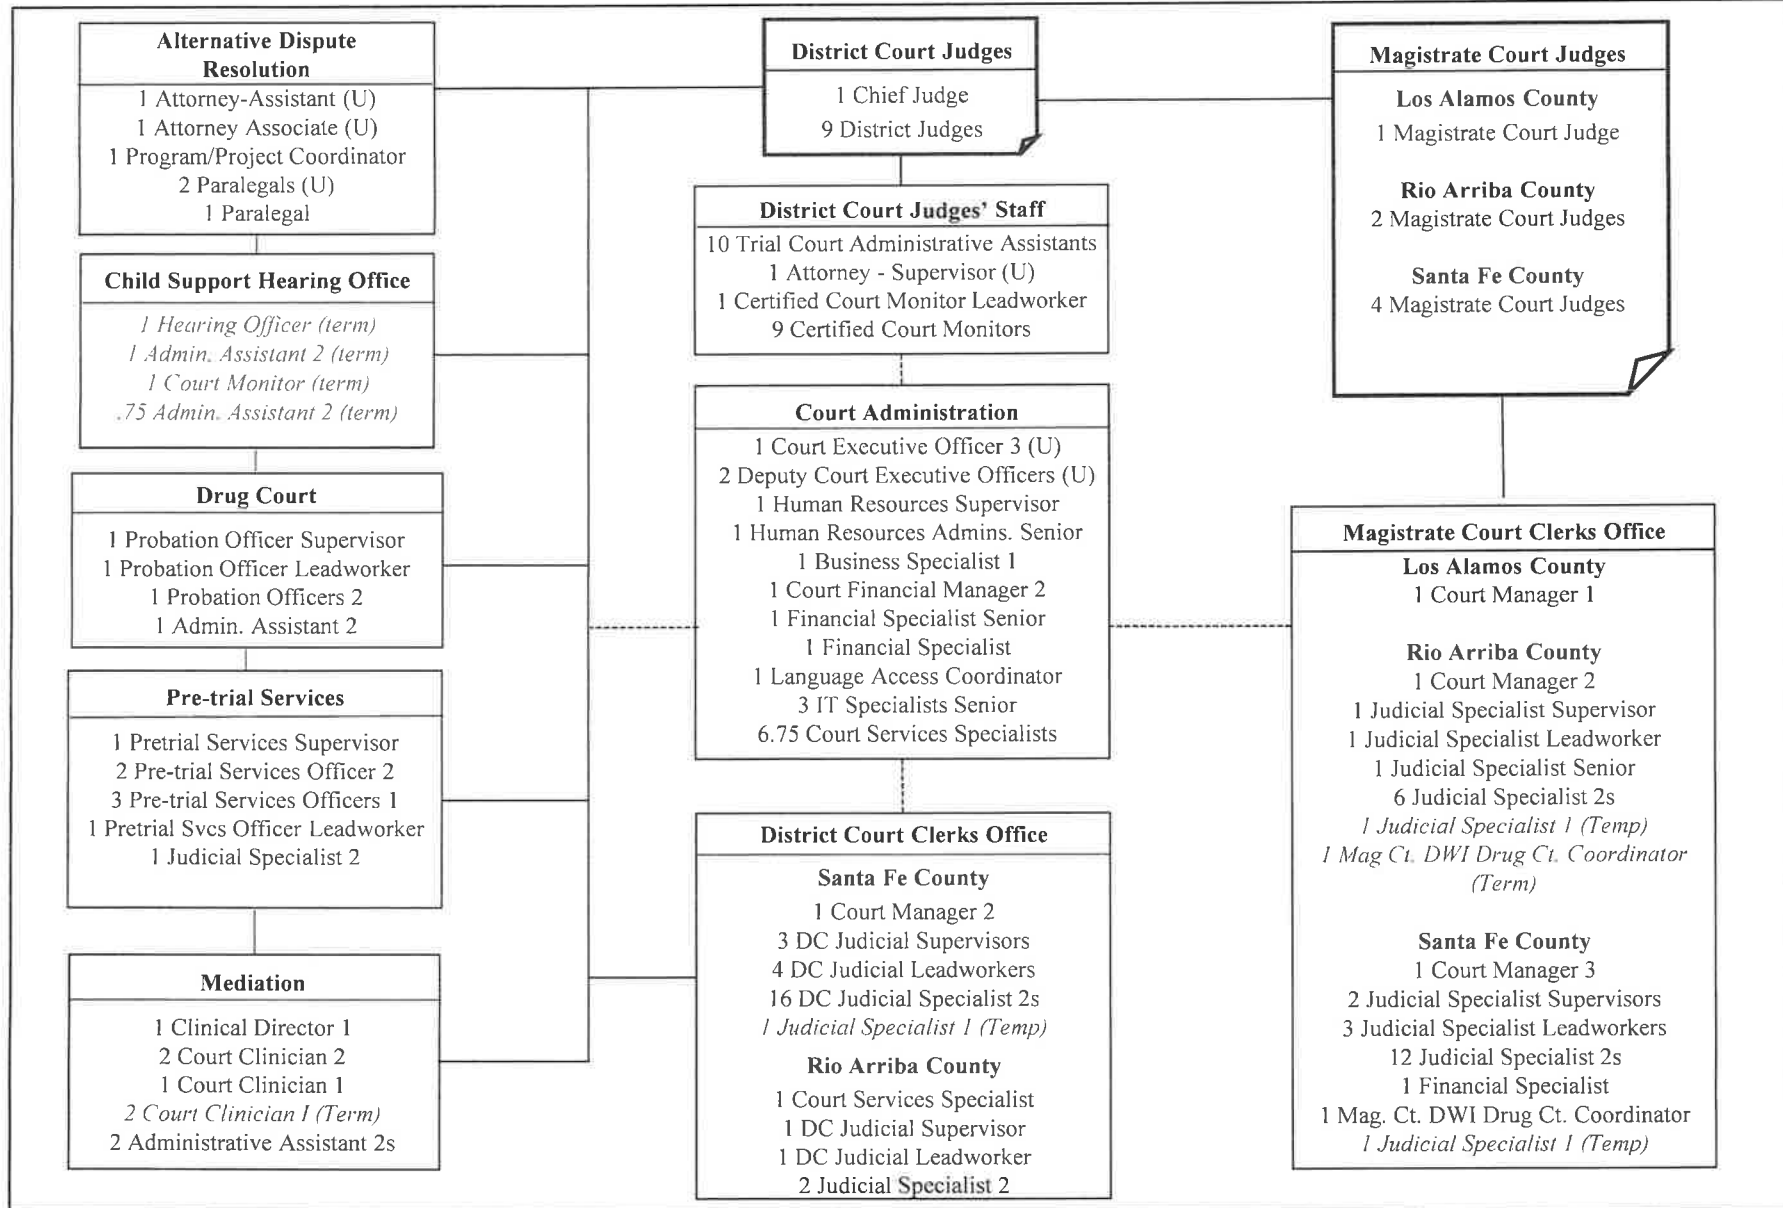 Alternative Dispute
Resolution
1 Attorney-Assistant (U)
1 Attorney Associate (U)
1 Program/Project Coordinator
2 Paralegals (U)
1 Paralegal
Child Support Hearing Office
1 Hearing Officer (term)
1 Admin. Assistant 2 (term)
1 Court Monitor (term)
.75 Admin. Assistant 2 (term)
Drug Court
1 Probation Officer Supervisor
1 Probation Officer Leadworker
1 Probation Officers 2
1 Admin. Assistant 2
Pre-trial Services
1 Pretrial Services Supervisor
2 Pre-trial Services Officer 2
3 Pre-trial Services Officers 1
1 Pretrial Svcs Officer Leadworker
1 Judicial Specialist 2
Mediation
1 Clinical Director 1
2 Court Clinician 2
1 Court Clinician 1
2 Court Clinician I (Term)
2 Administrative Assistant 2s
District Court Judges
1 Chief Judge
9 District Judges
District Court Judges' Staff
10 Trial Court Administrative Assistants
1 Attorney - Supervisor (U)
1 Certified Court Monitor Leadworker
9 Certified Court Monitors
Court Administration
1 Court Executive Officer 3 (U)
2 Deputy Court Executive Officers (U)
1 Human Resources Supervisor
1 Human Resources Admins. Senior
1 Business Specialist 1
1 Court Financial Manager 2
1 Financial Specialist Senior
1 Financial Specialist
1 Language Access Coordinator
3 IT Specialists Senior
6.75 Court Services Specialists
District Court Clerks Office
Santa Fe County
1 Court Manager 2
3 DC Judicial Supervisors
4 DC Judicial Leadworkers
16 DC Judicial Specialist 2s
1 Judicial Specialist 1 (Temp)
Rio Arriba County
1 Court Services Specialist
1 DC Judicial Supervisor
1 DC Judicial Leadworker
2 Judicial Specialist 2
Magistrate Court Judges
Los Alamos County
1 Magistrate Court Judge
Rio Arriba County
2 Magistrate Court Judges
Santa Fe County
4 Magistrate Court Judges
Magistrate Court Clerks Office
Los Alamos County
1 Court Manager 1
Rio Arriba County
1 Court Manager 2
1 Judicial Specialist Supervisor
1 Judicial Specialist Leadworker
1 Judicial Specialist Senior
6 Judicial Specialist 2s
1 Judicial Specialist 1 (Temp)
1 Mag Ct. DWI Drug Ct. Coordinator
(Term)
Santa Fe County
1 Court Manager 3
2 Judicial Specialist Supervisors
3 Judicial Specialist Leadworkers
12 Judicial Specialist 2s
1 Financial Specialist
1 Mag. Ct. DWI Drug Ct. Coordinator
1 Judicial Specialist 1 (Temp)